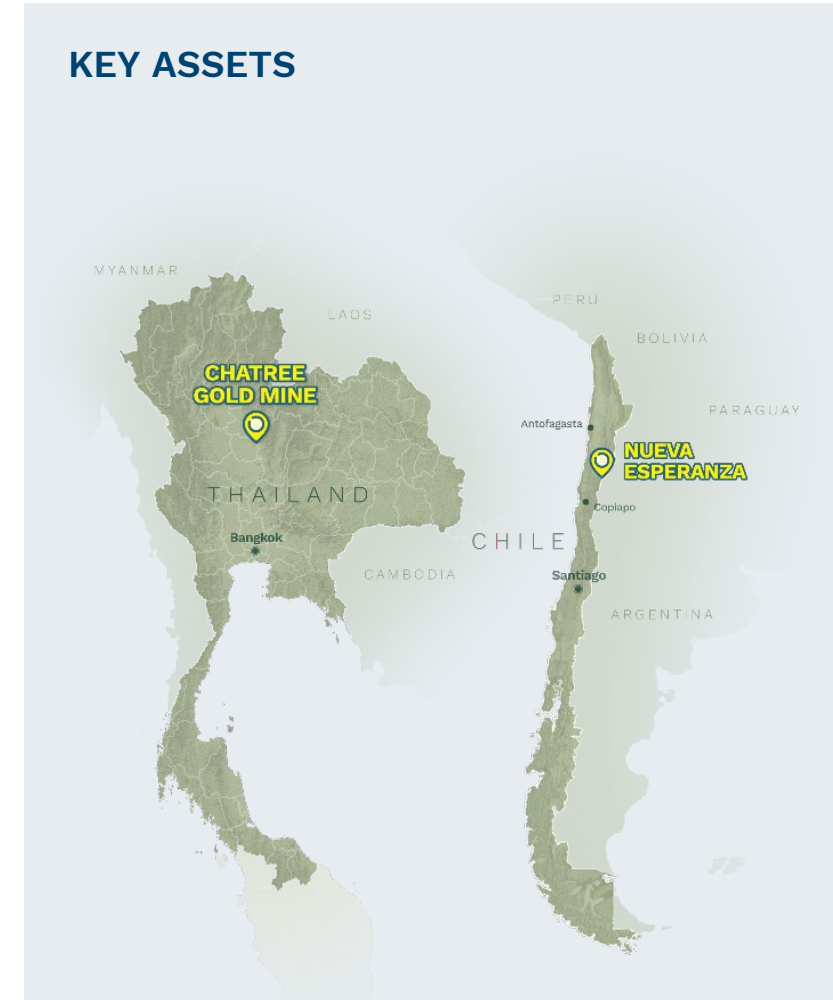 KEY ASSETS
MYANMAR
LAOS
CHATREE
GOLD MINE
THAILAND
Bangkok
CAMBODIA
PERU
BOLIVIA
PARAGUAY
Antofagasta
NUEVA
ESPERANZA
Copiapo
CHILE
Santiago
ARGENTINA